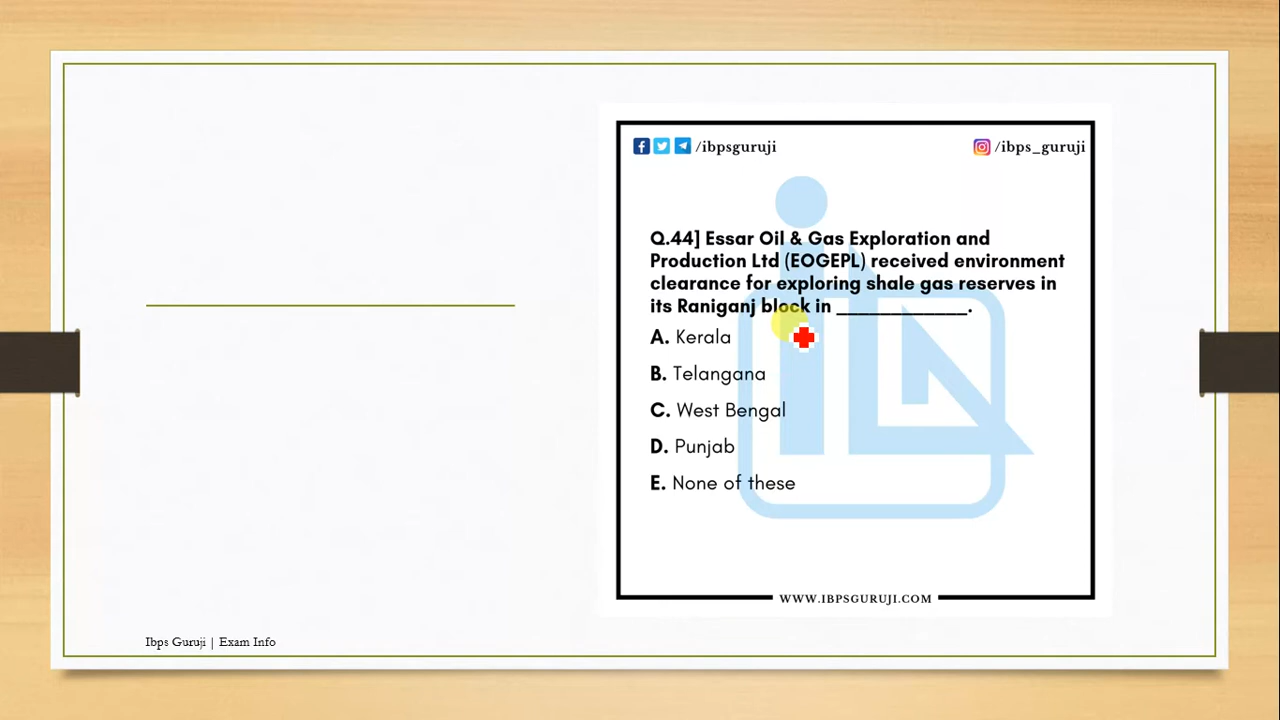 /ibpsguruji
/ibps_guruji
Q.44] Essar Oil & Gas Exploration and
Production Ltd (EOGEPL) received environment
clearance for exploring shale gas reserves in
its Raniganj block in _____________.
A. Kerala
B. Telangana
C. West Bengal
D. Punjab
E. None of these
WWW.IBPSGURUJI.COM
Ibps Guruji | Exam Info